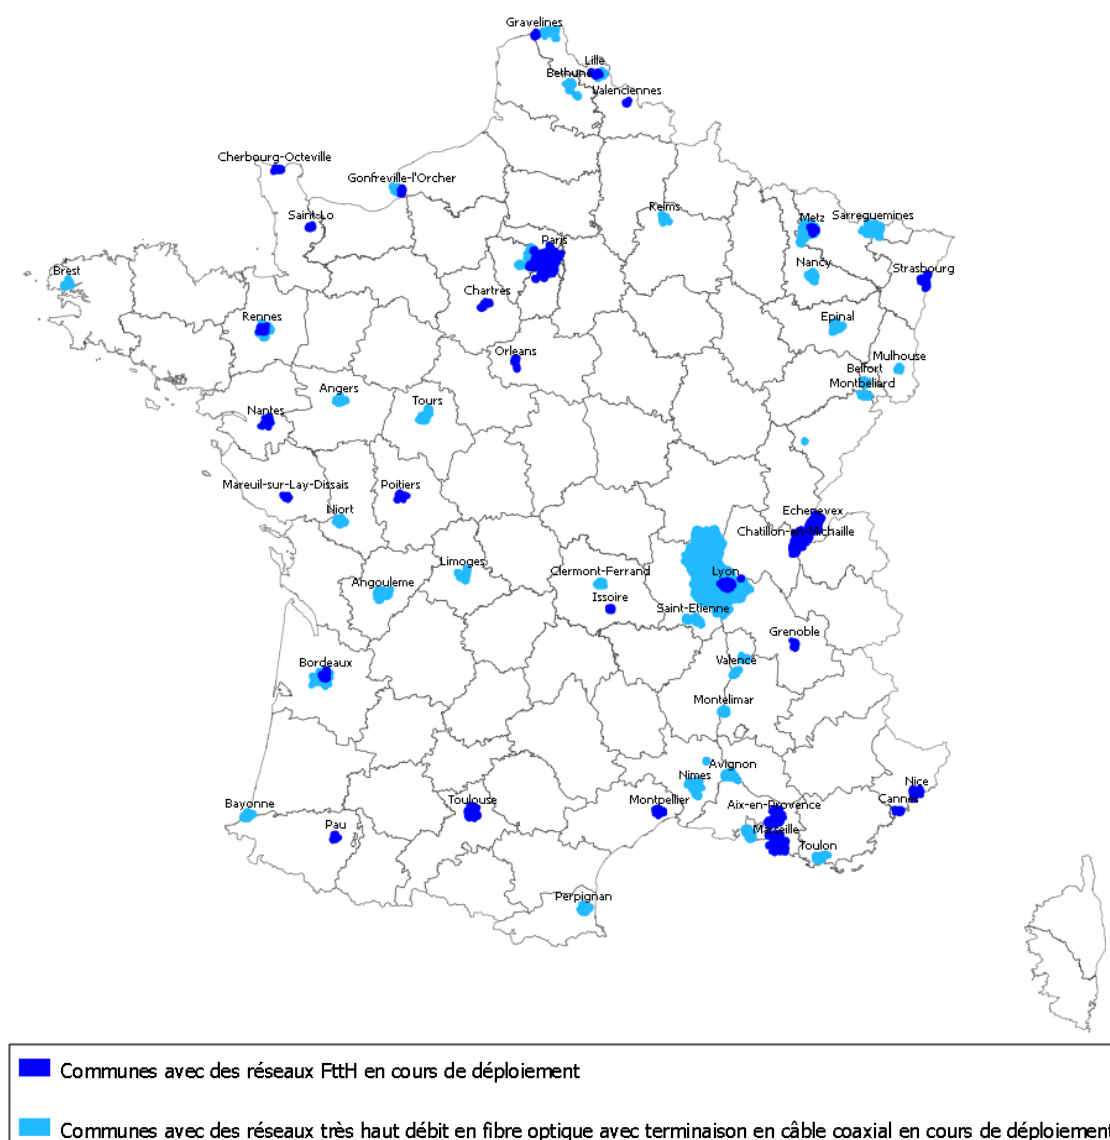 Gravelines
Lille
Bethune
Valenciennes
Cherbourg-Octeville
Gonfreville-l'Orcher
Saint-Lo
Reims
Metz
Sarreguemines
Paris
Nancy
Strasbourg
Brest
Chartres
Rennes
Epinal
Orleans
Mulhouse
Belfort
Montbeliard
Angers
Tours
Nantes
Mareuil-sur-Lay-Dissais
Poitiers
Niort
Echenevex
Chatillon-en-Michaille
Limoges
Clermont-Ferrand
Lyon
Angouleme
Issoire
Saint-Etienne
Grenoble
Bordeaux
Valence
Montelimar
Avignon
Nimes
Nice
Bayonne
Toulouse
Montpellier
Aix-en-Provence
Cannes
Pau
Marseille
Toulon
Perpignan
Communes avec des réseaux FttH en cours de déploiement
Communes avec des réseaux très haut débit en fibre optique avec terminaison en câble coaxial en cours de déploiement